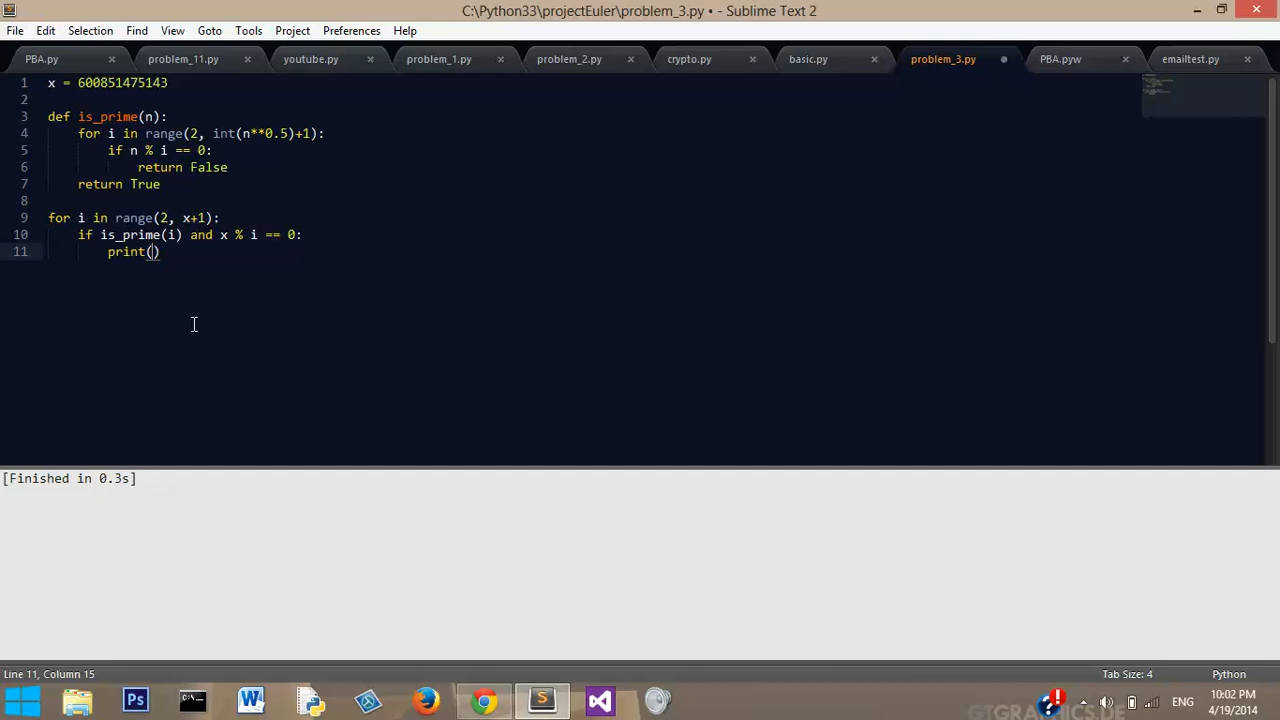 C:\Python33\projectEuler\problem_3.py • - Sublime Text 2
File Edit Selection Find View Goto Tools Project Preferences Help
PBA.py problem_11.py youtube.py problem_1.py problem_2.py crypto.py basic.py problem_3.py PBA.pyw emailtest.py
1 x = 600851475143
2
3 def is_prime(n):
4 for i in range(2, int(n**0.5)+1):
5 if n % i == 0:
6 return False
7 return True
8
9 for i in range(2, x+1):
10 if is_prime(i) and x % i == 0:
11 print()
[Finished in 0.3s]
Line 11, Column 15 Tab Size: 4 Python
Ps ENG 10:02 PM
4/19/2014
GTGRAPHICS.DE